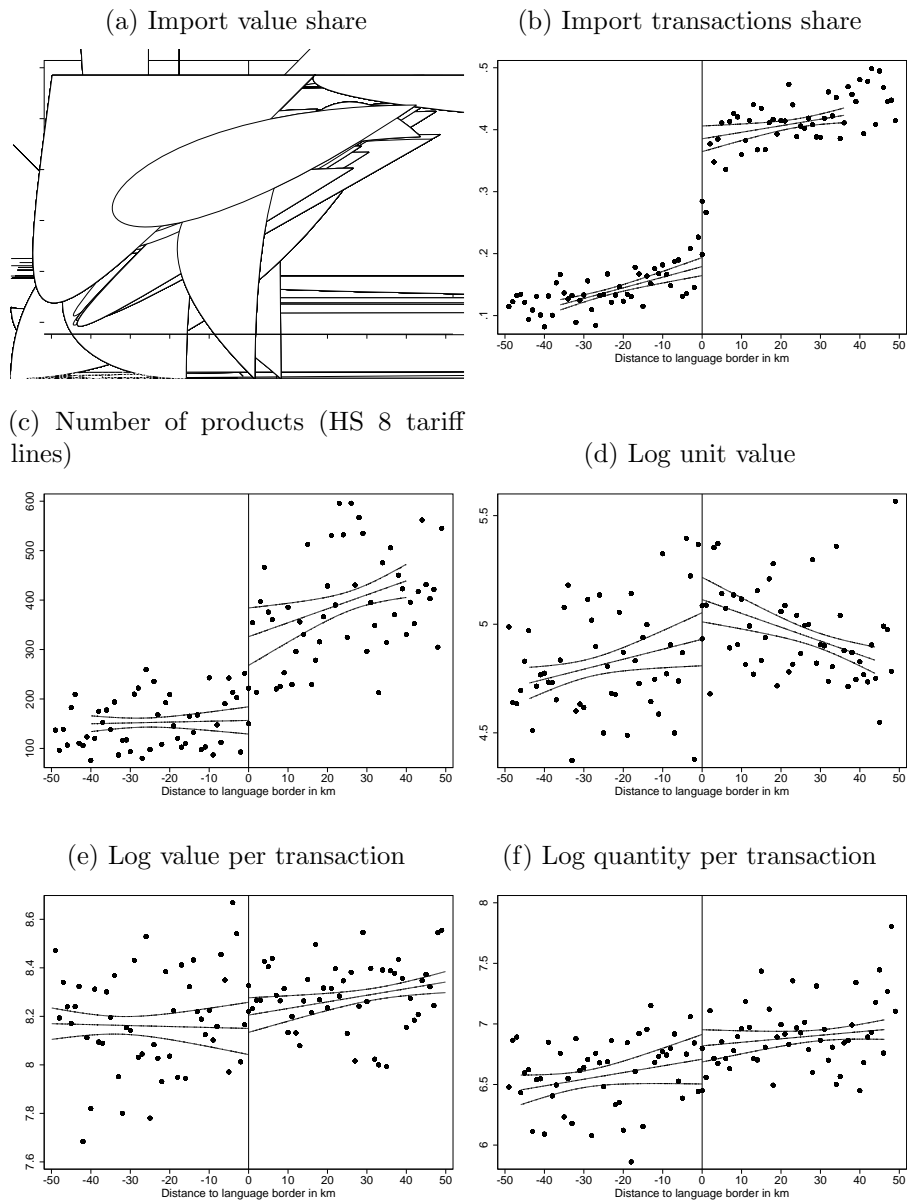 (a) Import value share
(b) Import transactions share
.5
.4
.3
.2
.1
-50 -40 -30 -20 -10 0 10 20 30 40 50
Distance to language border in km
(c) Number of products (HS 8 tariff
lines)
600
500
400
300
200
100
-50 -40 -30 -20 -10 0 10 20 30 40 50
Distance to language border in km
(d) Log unit value
5.5
5
4.5
-50 -40 -30 -20 -10 0 10 20 30 40 50
Distance to language border in km
(e) Log value per transaction
8.6
8.4
8.2
8
7.8
7.6
-50 -40 -30 -20 -10 0 10 20 30 40 50
Distance to language border in km
(f) Log quantity per transaction
8
7.5
7
6.5
6
-50 -40 -30 -20 -10 0 10 20 30 40 50
Distance to language border in km